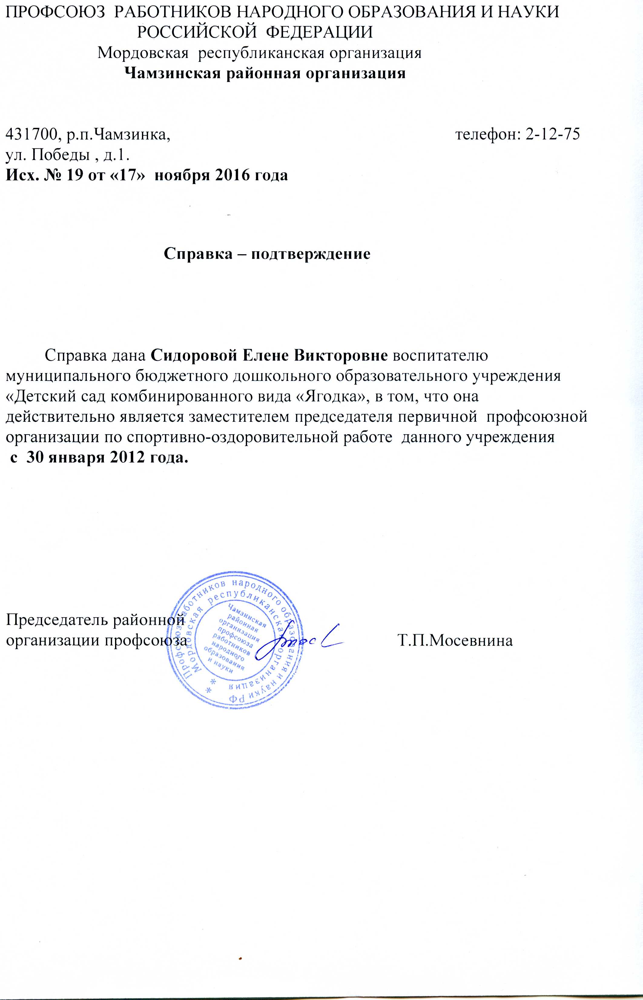 ПРОФСОЮЗ РАБОТНИКОВ НАРОДНОГО ОБРАЗОВАНИЯ И НАУКИ
РОССИЙСКОЙ ФЕДЕРАЦИИ
Мордовская республиканская организация
Чамзинская районная организация
431700, р.п.Чамзинка, телефон: 2-12-75
ул. Победы , д.1.
Исх. № 19 от «17» ноября 2016 года
Справка – подтверждение
Справка дана Сидоровой Елене Викторовне воспитателю
муниципального бюджетного дошкольного образовательного учреждения
«Детский сад комбинированного вида «Ягодка», в том, что она
действительно является заместителем председателя первичной профсоюзной
организации по спортивно-оздоровительной работе данного учреждения
с 30 января 2012 года.
Председатель районной
организации профсоюза Т.П.Мосевнина
Профсоюз работников народного образования и науки РФ
Мордовская республиканская организация
Чамзинская
районная
организация
профсоюза
работников
народного
образования
и науки